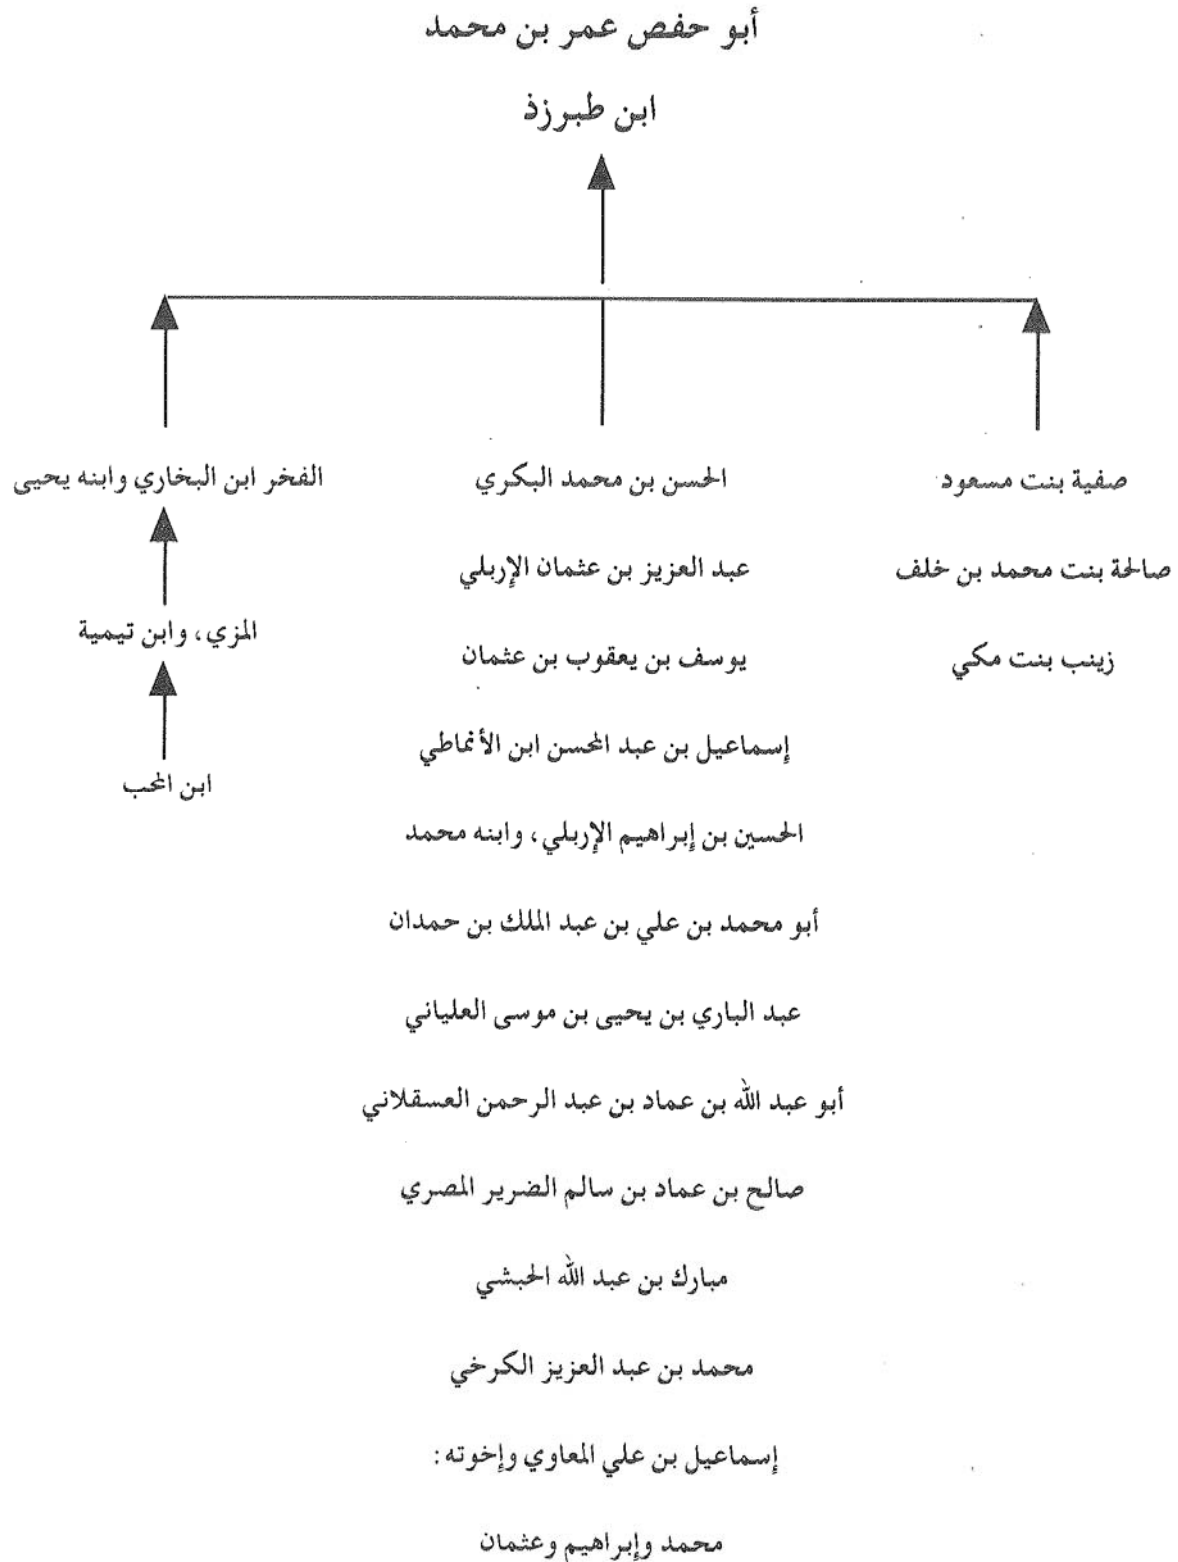 أبو حفص عمر بن محمد
ابن طبرزذ
صفية بنت مسعود
صالحة بنت محمد بن خلف
زينب بنت مكي
الحسن بن محمد البكري
عبد العزيز بن عثمان الإربلي
يوسف بن يعقوب بن عثمان
إسماعيل بن عبد المحسن ابن الأنماطي
الحسين بن إبراهيم الإربلي، وابنه محمد
أبو محمد بن علي بن عبد الملك بن حمدان
عبد الباري بن يحيى بن موسى العلياني
أبو عبد الله بن عماد بن عبد الرحمن العسقلاني
صالح بن عماد بن سالم الضرير المصري
مبارك بن عبد الله الحبشي
محمد بن عبد العزيز الكرخي
إسماعيل بن علي المعاوي وإخوته:
محمد وإبراهيم وعثمان
الفخر ابن البخاري وابنه يحيى
المزي، وابن تيمية
ابن المحب